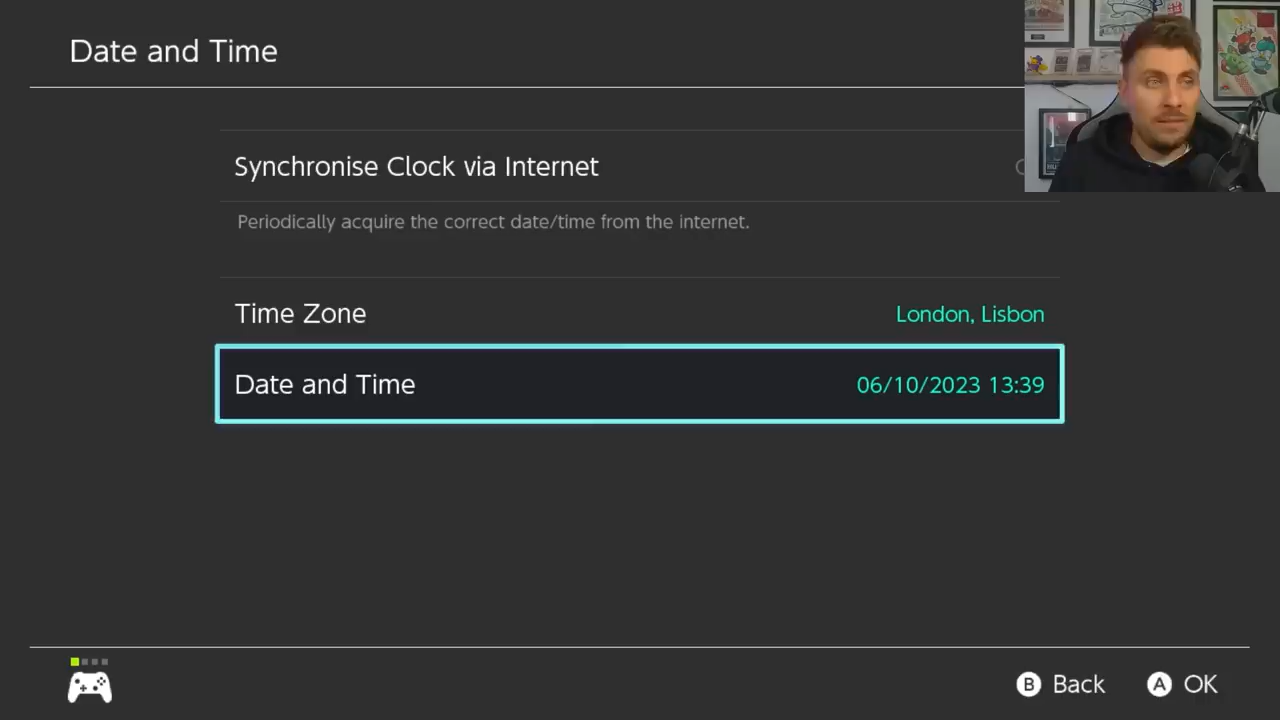 Date and Time
Synchronise Clock via Internet
Periodically acquire the correct date/time from the internet.
Time Zone
London, Lisbon
Date and Time
06/10/2023 13:39
B Back
A OK